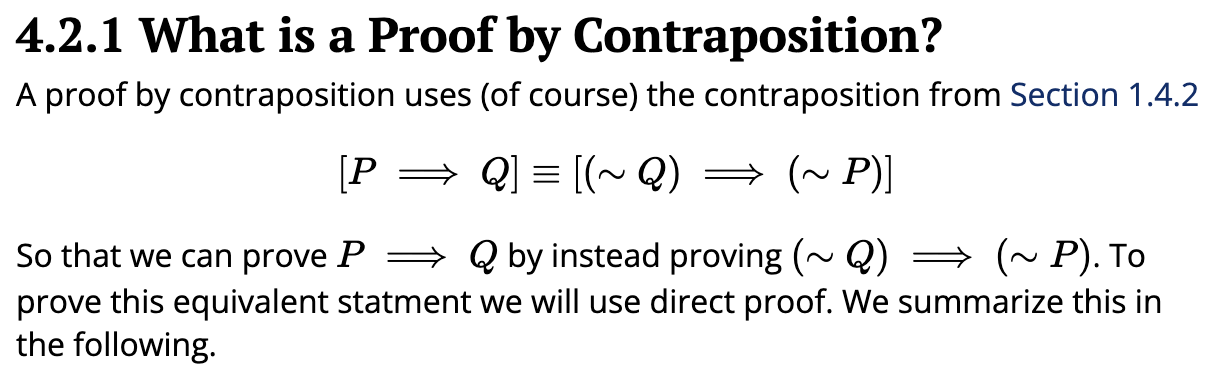 4.2.1 What is a Proof by Contraposition?
A proof by contraposition uses (of course) the contraposition from Section 1.4.2
[P ⟹ Q] ≡ [(∼ Q) ⟹ (∼ P)]
So that we can prove P ⟹ Q by instead proving (∼ Q) ⟹ (∼ P). To
prove this equivalent statment we will use direct proof. We summarize this in
the following.